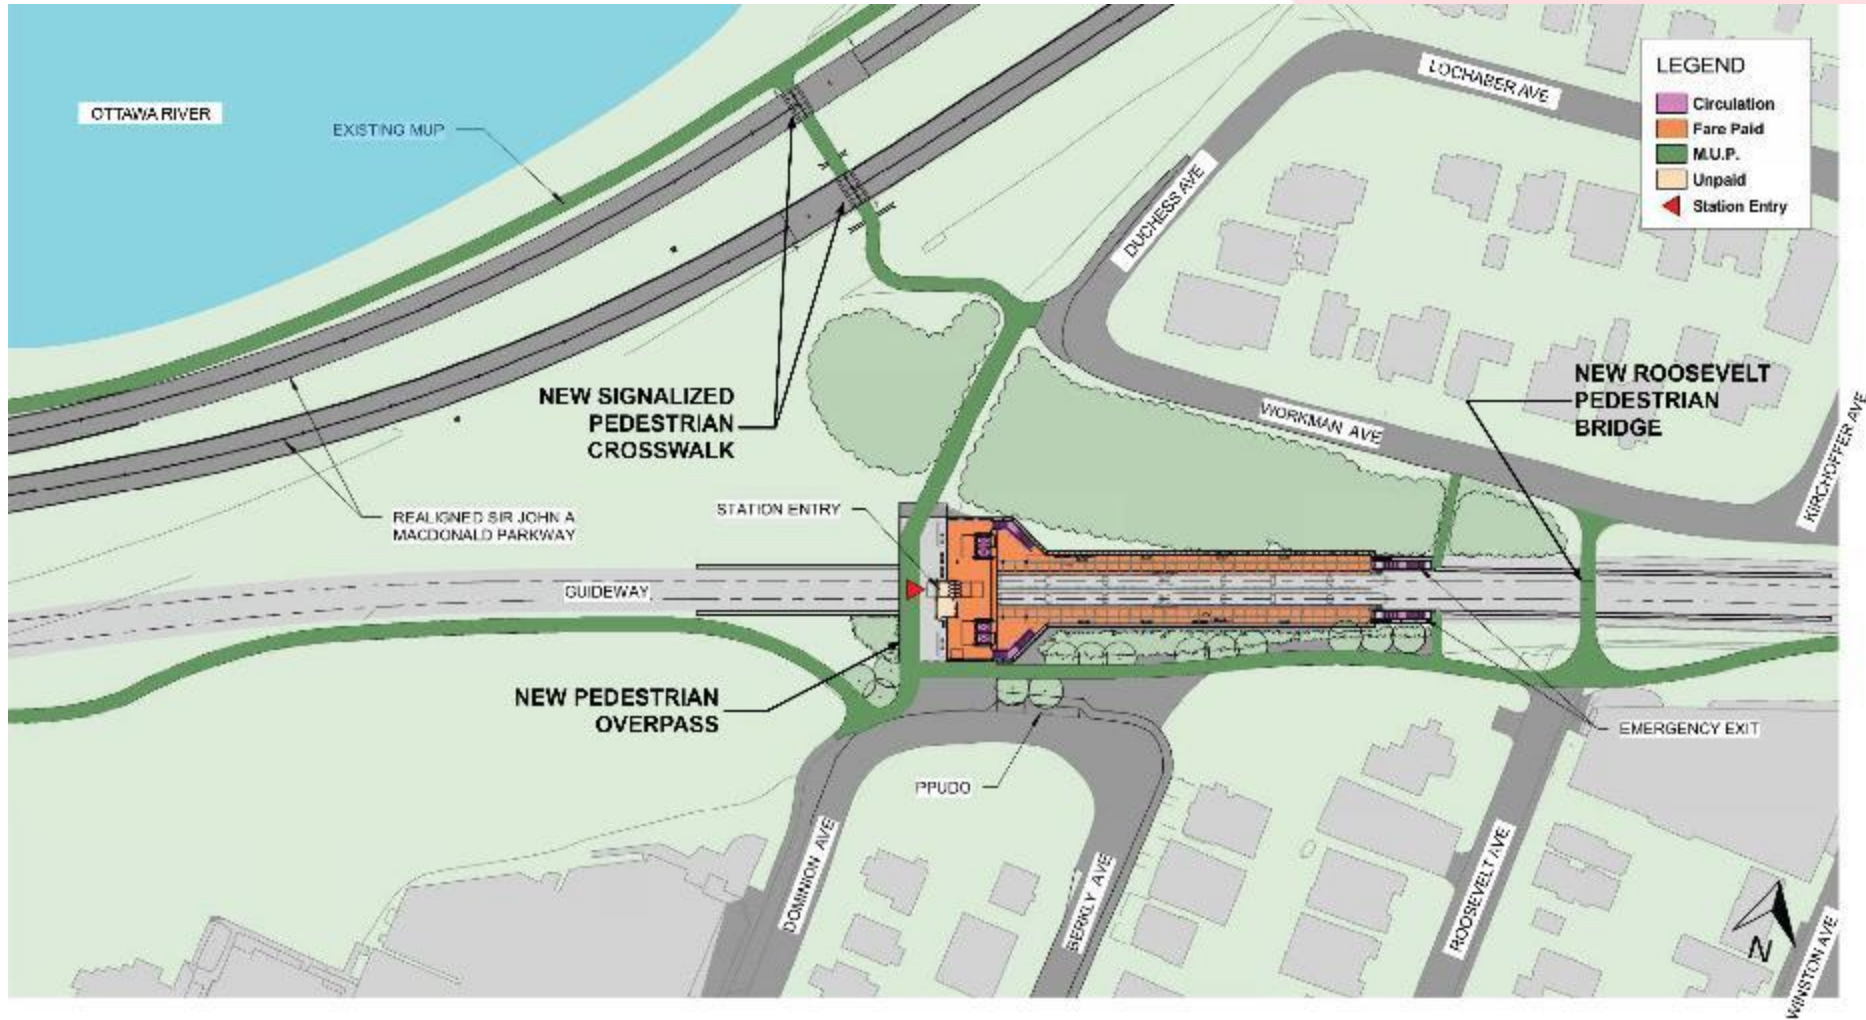 OTTAWA RIVER
EXISTING MUP
LOCHABER AVE
LEGEND
Circulation
Fare Paid
M.U.P.
Unpaid
Station Entry
DUCHESS AVE
NEW SIGNALIZED
PEDESTRIAN
CROSSWALK
NEW ROOSEVELT
PEDESTRIAN
BRIDGE
WORKMAN AVE
KIRCHOFFER AVE
REALIGNED SIR JOHN A
MACDONALD PARKWAY
STATION ENTRY
GUIDEWAY
NEW PEDESTRIAN
OVERPASS
PPUDO
EMERGENCY EXIT
DOMINION AVE
BERKLY AVE
ROOSEVELT AVE
WINSTON AVE
N